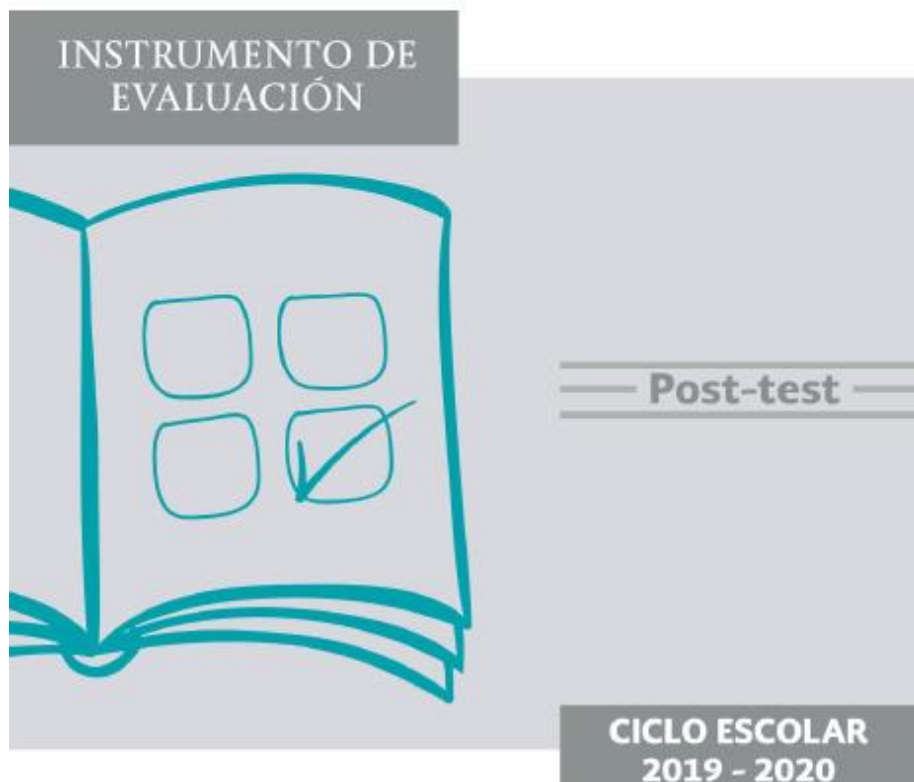 INSTRUMENTO DE
EVALUACIÓN
Post-test
CICLO ESCOLAR
2019 - 2020